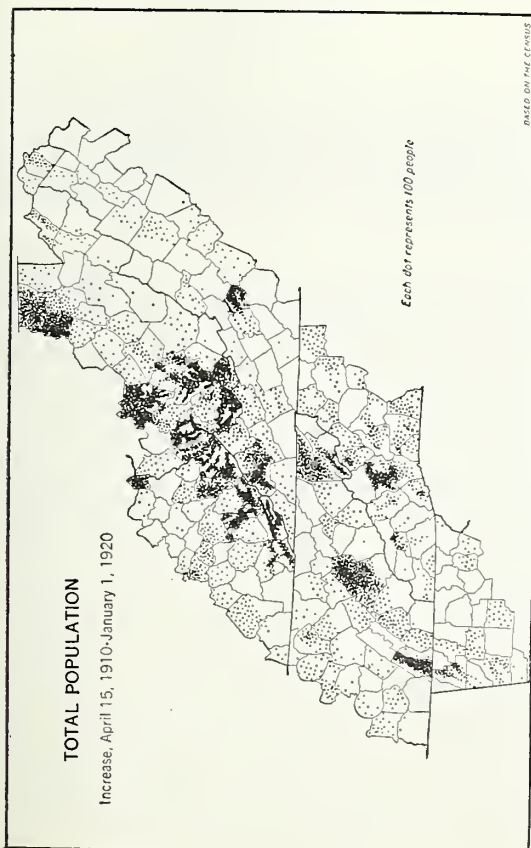 TOTAL POPULATION
Increase, April 15, 1910-January 1, 1920
Each dot represents 100 people
BASED ON THE CENSUS